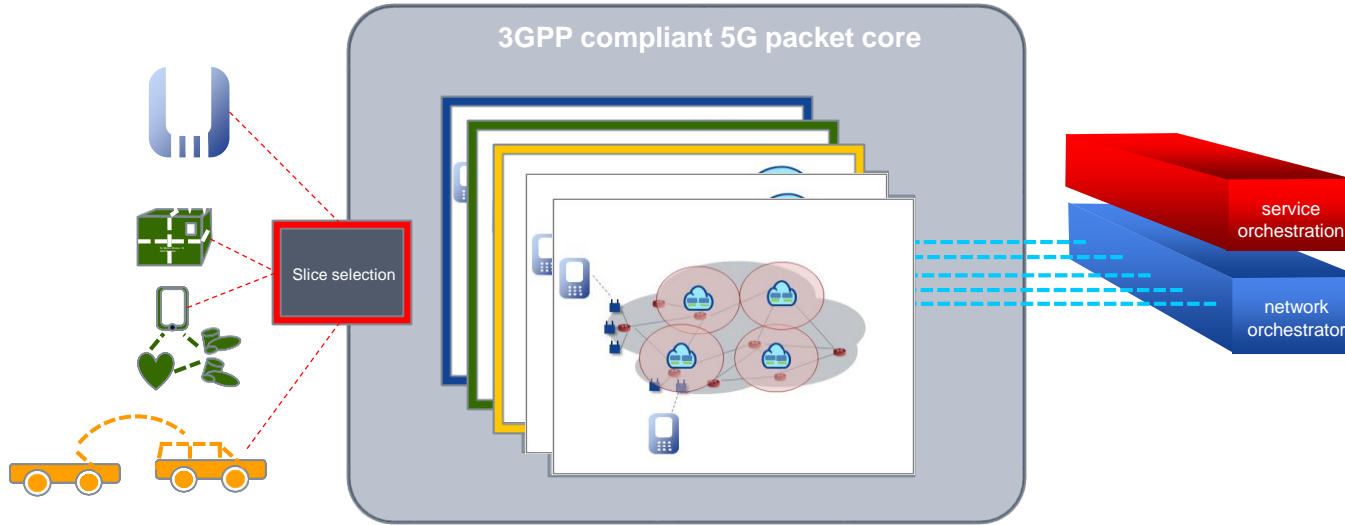 3GPP compliant 5G packet core
Slice selection
service
orchestration
network
orchestrator